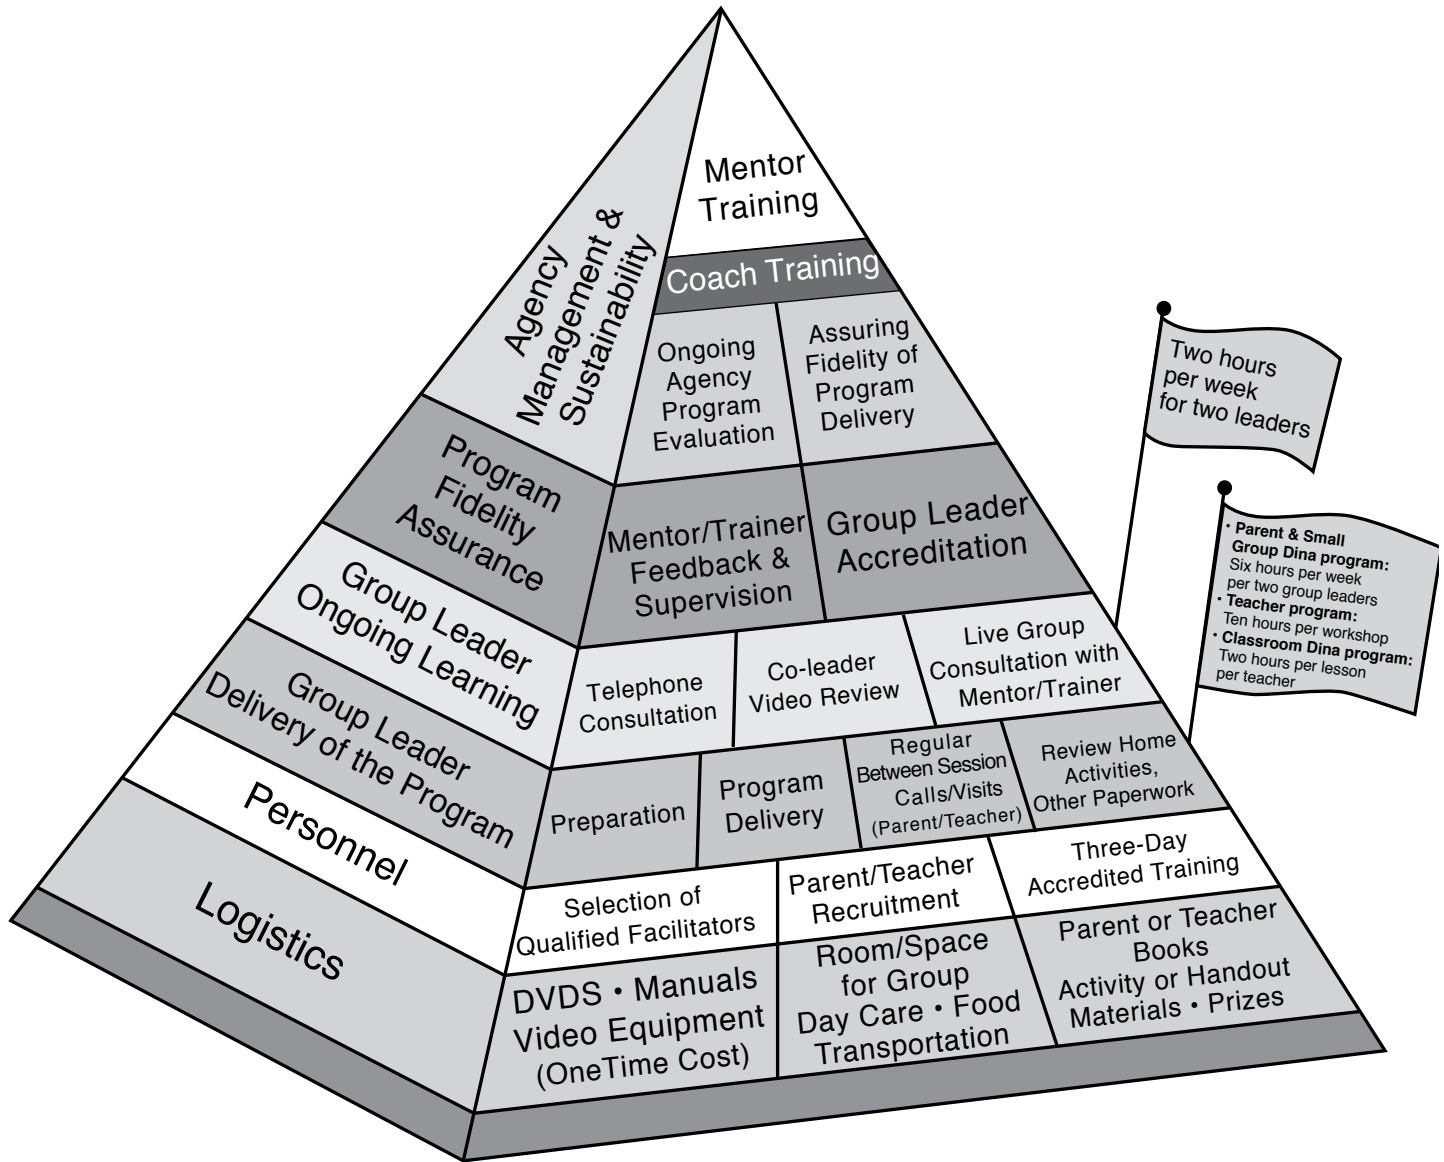 Agency
Management &
Sustainability
Mentor
Training
Coach Training
Ongoing
Agency
Program
Evaluation
Assuring
Fidelity of
Program
Delivery
Program
Fidelity
Assurance
Mentor/Trainer
Feedback &
Supervision
Group Leader
Accreditation
Group Leader
Ongoing Learning
Telephone
Consultation
Co-leader
Video Review
Live Group
Consultation with
Mentor/Trainer
Two hours
per week
for two leaders
Group Leader
Delivery of the Program
Preparation
Program
Delivery
Regular
Between Session
Calls/Visits
(Parent/Teacher)
Review Home
Activities,
Other Paperwork
• Parent & Small
Group Dina program:
Six hours per week
per two group leaders
• Teacher program:
Ten hours per workshop
• Classroom Dina program:
Two hours per lesson
per teacher
Personnel
Selection of
Qualified Facilitators
Parent/Teacher
Recruitment
Three-Day
Accredited Training
Logistics
DVDS • Manuals
Video Equipment
(OneTime Cost)
Room/Space
for Group
Day Care • Food
Transportation
Parent or Teacher
Books
Activity or Handout
Materials • Prizes